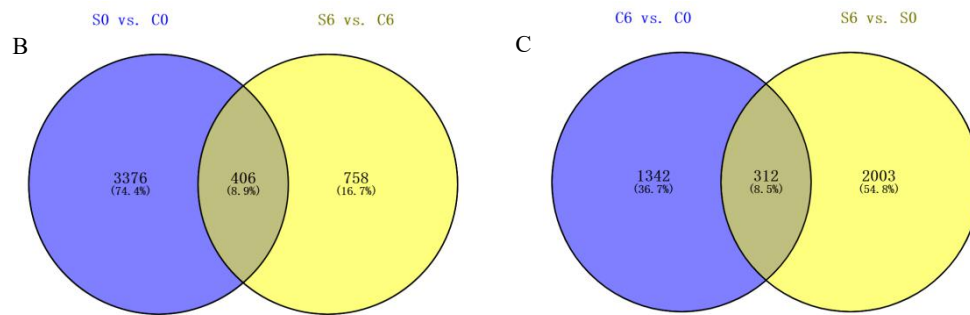 S0 vs. C0
S6 vs. C6
B
3376
(74.4%)
406
(8.9%)
758
(16.7%)
C6 vs. C0
S6 vs. S0
C
1342
(36.7%)
312
(8.5%)
2003
(54.8%)